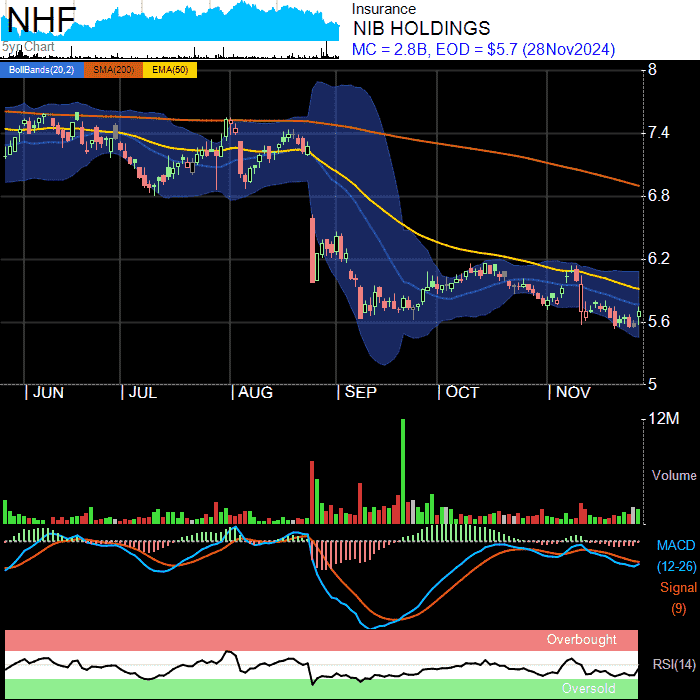 NHF
5yr Chart
Insurance
NIB HOLDINGS
MC = 2.8B, EOD = $5.7 (28Nov2024)
BollBands(20,2) SMA(200) EMA(50)
8
7.4
6.8
6.2
5.6
5
JUN JUL AUG SEP OCT NOV
12M
Volume
MACD
(12-26)
Signal
(9)
Overbought
RSI(14)
Oversold